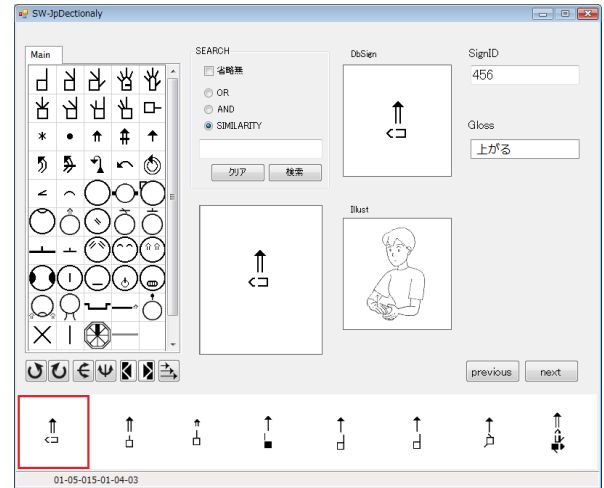 SW-JpDectionaly
Main
SEARCH
省略無
OR
AND
SIMILARITY
クリア
検索
DbSign
SignID
456
Gloss
上がる
Illust
previous
next
01-05-015-01-04-03